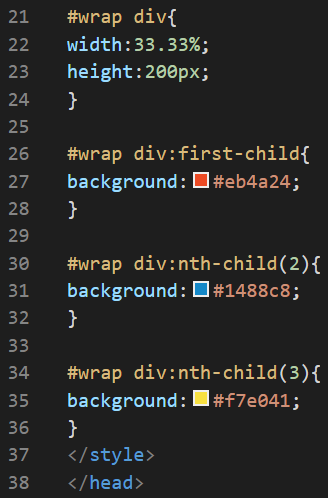 21 #wrap div{
22 width:33.33%;
23 height:200px;
24 }
25
26 #wrap div:first-child{
27 background: #eb4a24;
28 }
29
30 #wrap div:nth-child(2){
31 background: #1488c8;
32 }
33
34 #wrap div:nth-child(3){
35 background: #f7e041;
36 }
37 </style>
38 </head>